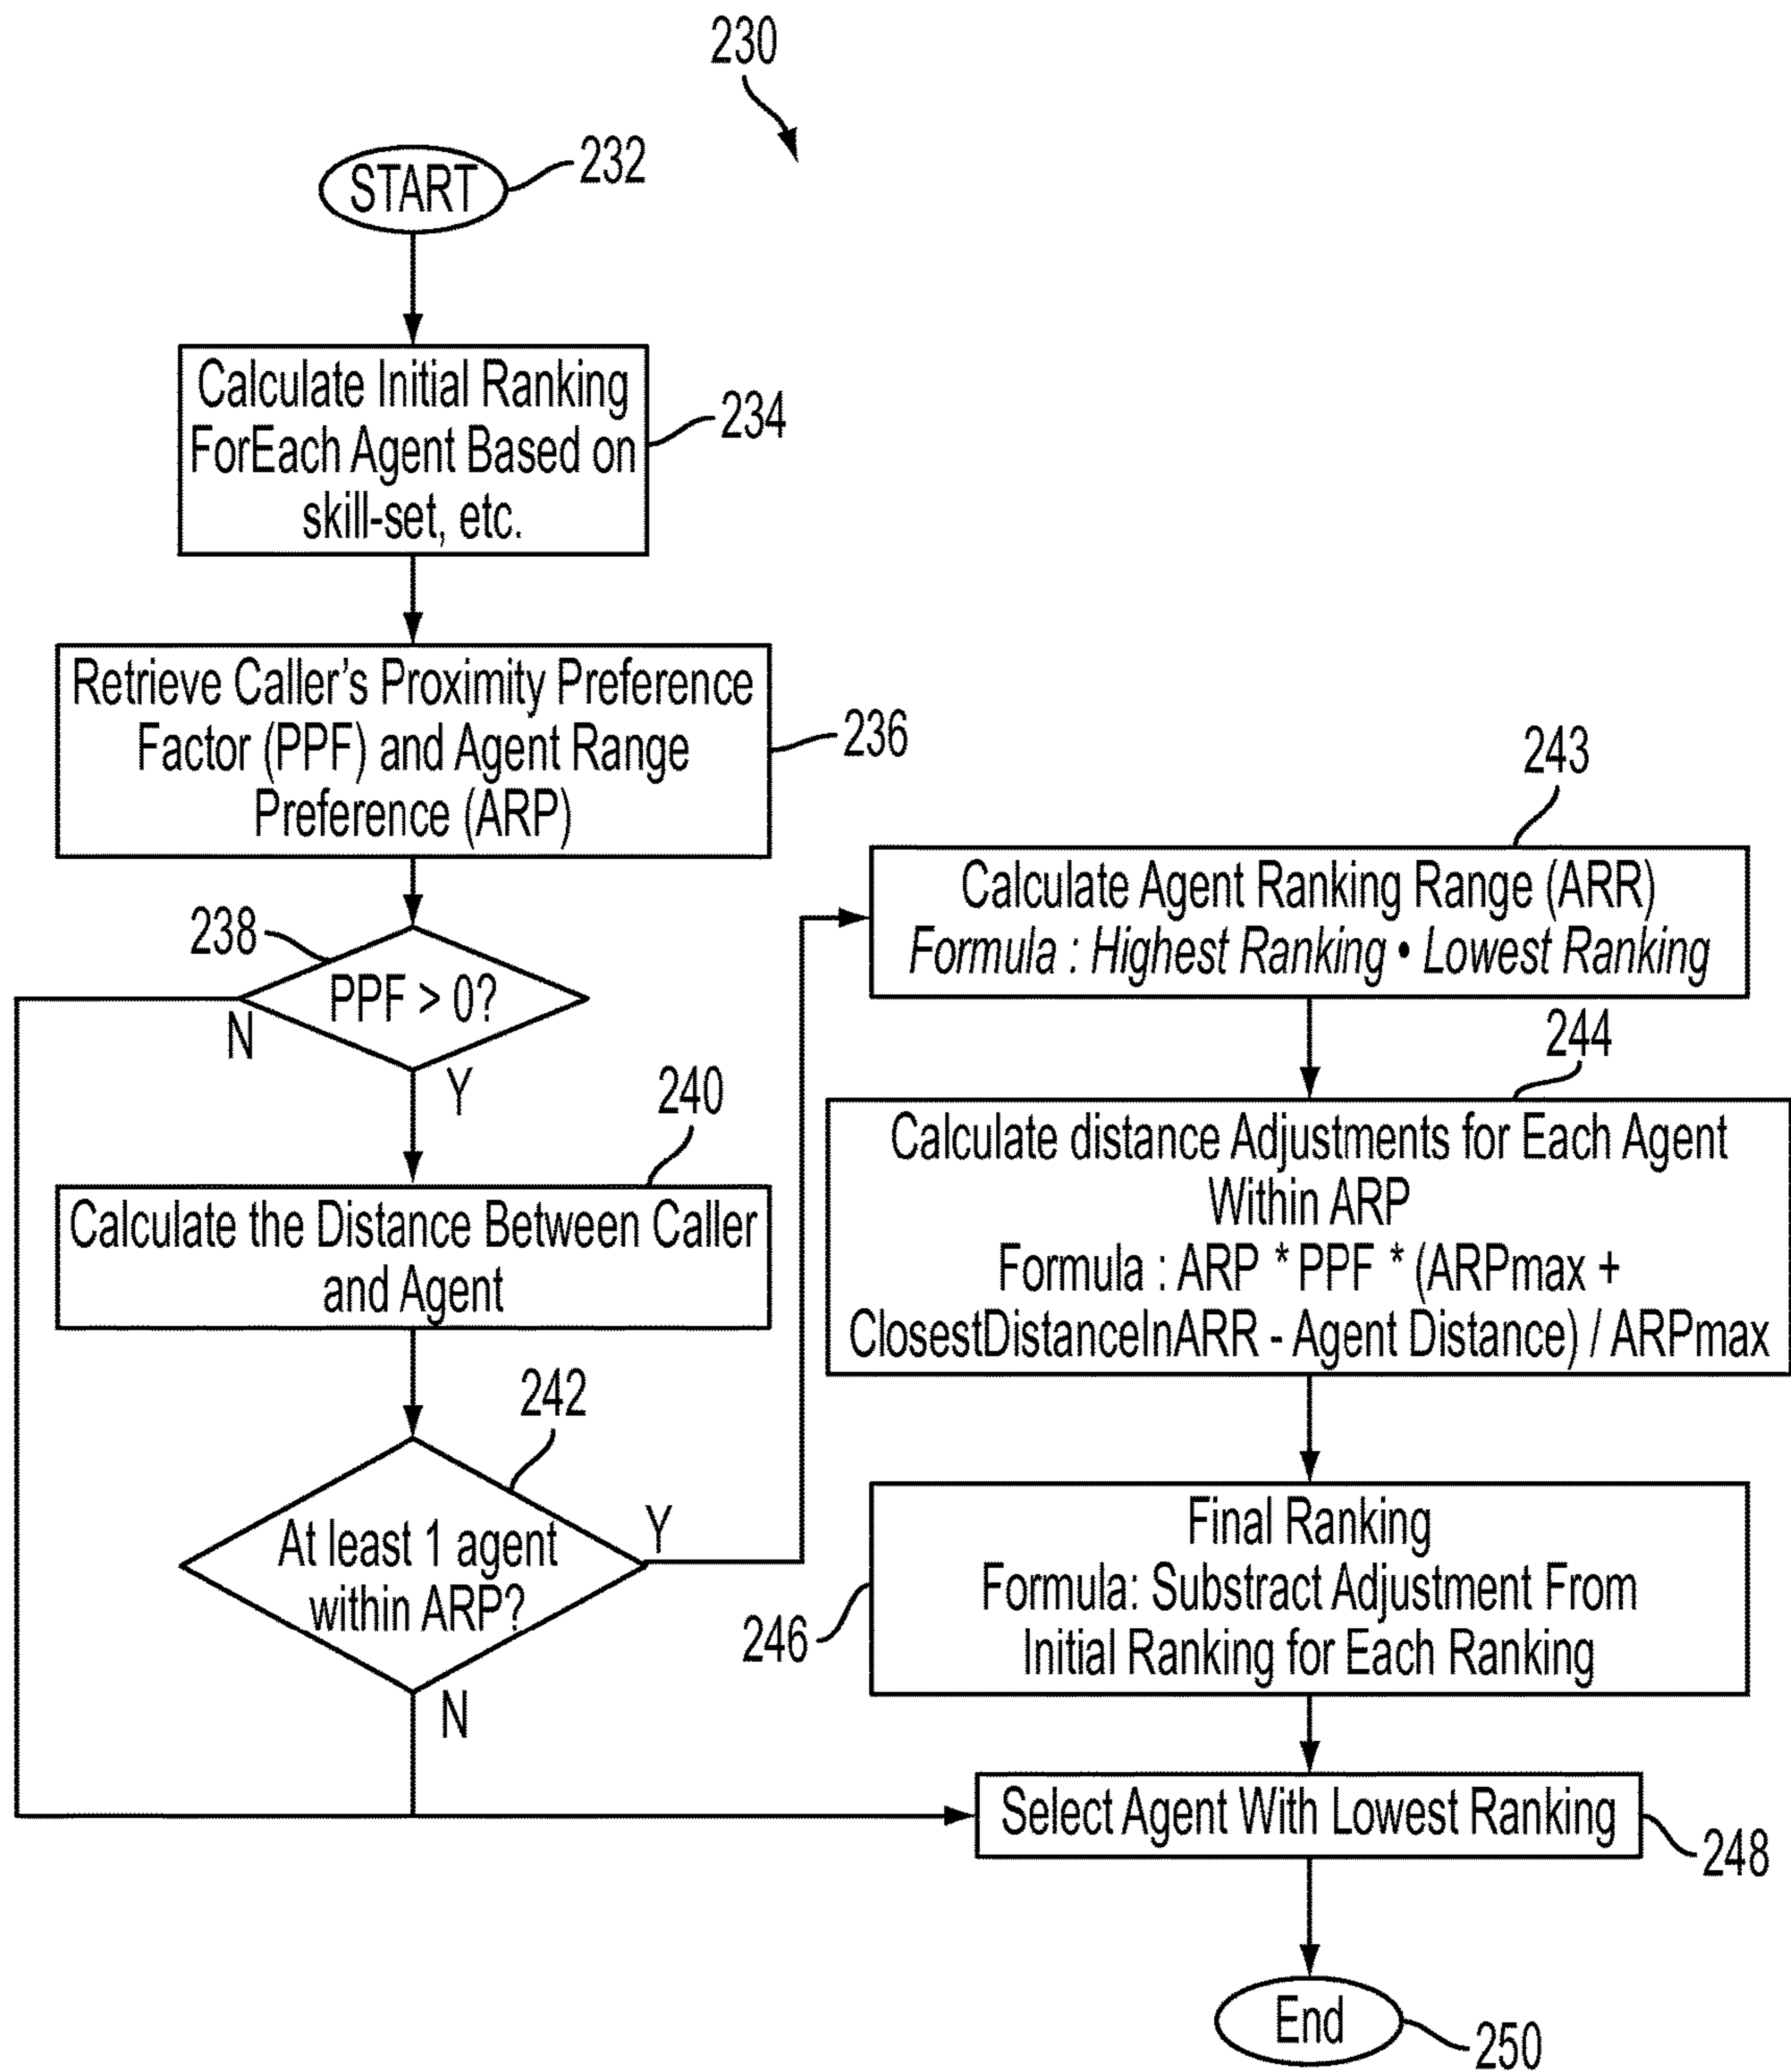 230
START
232
Calculate Initial Ranking
ForEach Agent Based on
skill-set, etc.
234
Retrieve Caller's Proximity Preference
Factor (PPF) and Agent Range
Preference (ARP)
236
238
PPF > 0?
N
Y
240
Calculate the Distance Between Caller
and Agent
242
At least 1 agent
within ARP?
Y
N
243
Calculate Agent Ranking Range (ARR)
Formula : Highest Ranking • Lowest Ranking
244
Calculate distance Adjustments for Each Agent
Within ARP
Formula : ARP * PPF * (ARPmax +
ClosestDistanceInARR - Agent Distance) / ARPmax
Final Ranking
Formula: Substract Adjustment From
Initial Ranking for Each Ranking
246
Select Agent With Lowest Ranking
248
End
250